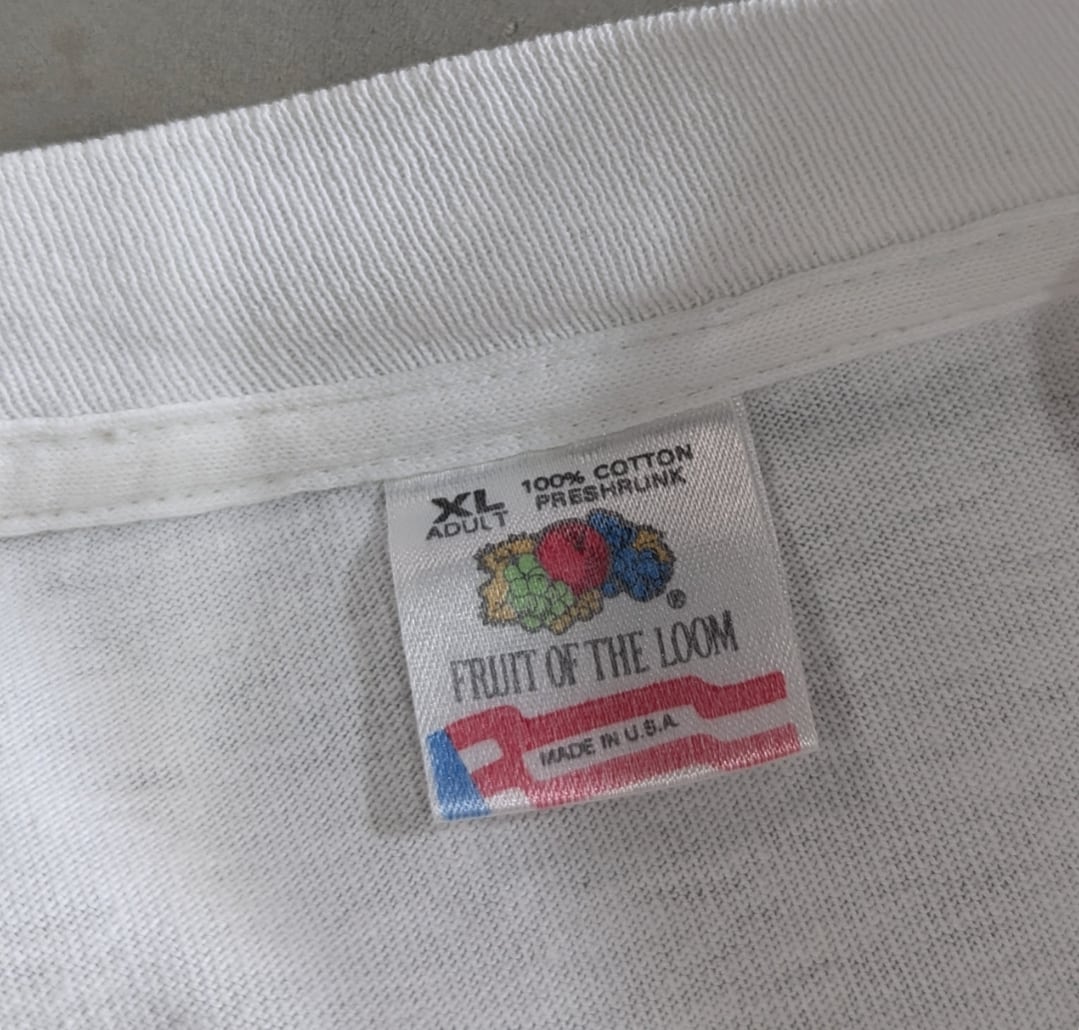 XL 100% COTTON
ADULT PRESHRUNK
®
FRUIT OF THE LOOM
MADE IN U.S.A.